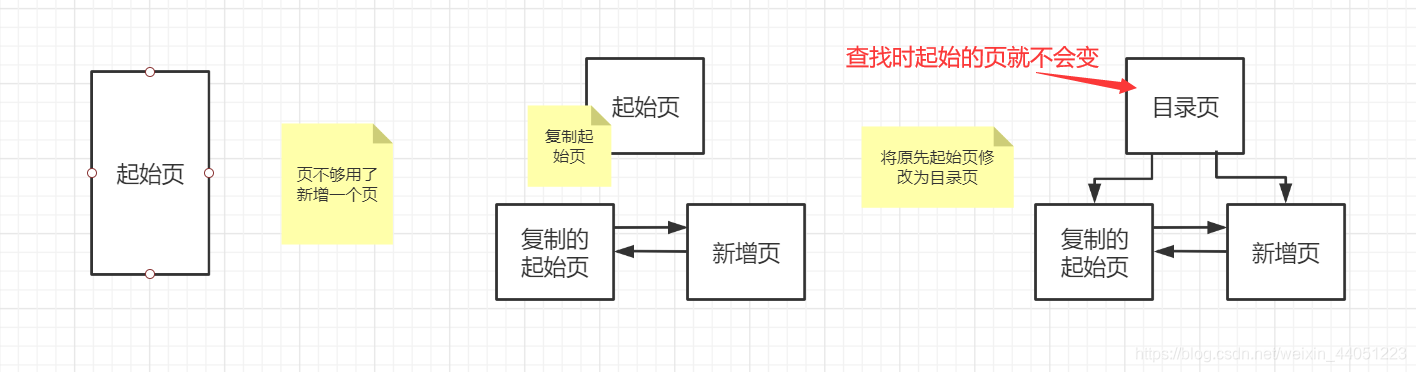 起始页
页不够用了
新增一个页
起始页
复制起
始页
复制的
起始页
新增页
查找时起始的页就不会变
目录页
将原先起始页修
改为目录页
复制的
起始页
新增页
https://blog.csdn.net/weixin_44051223